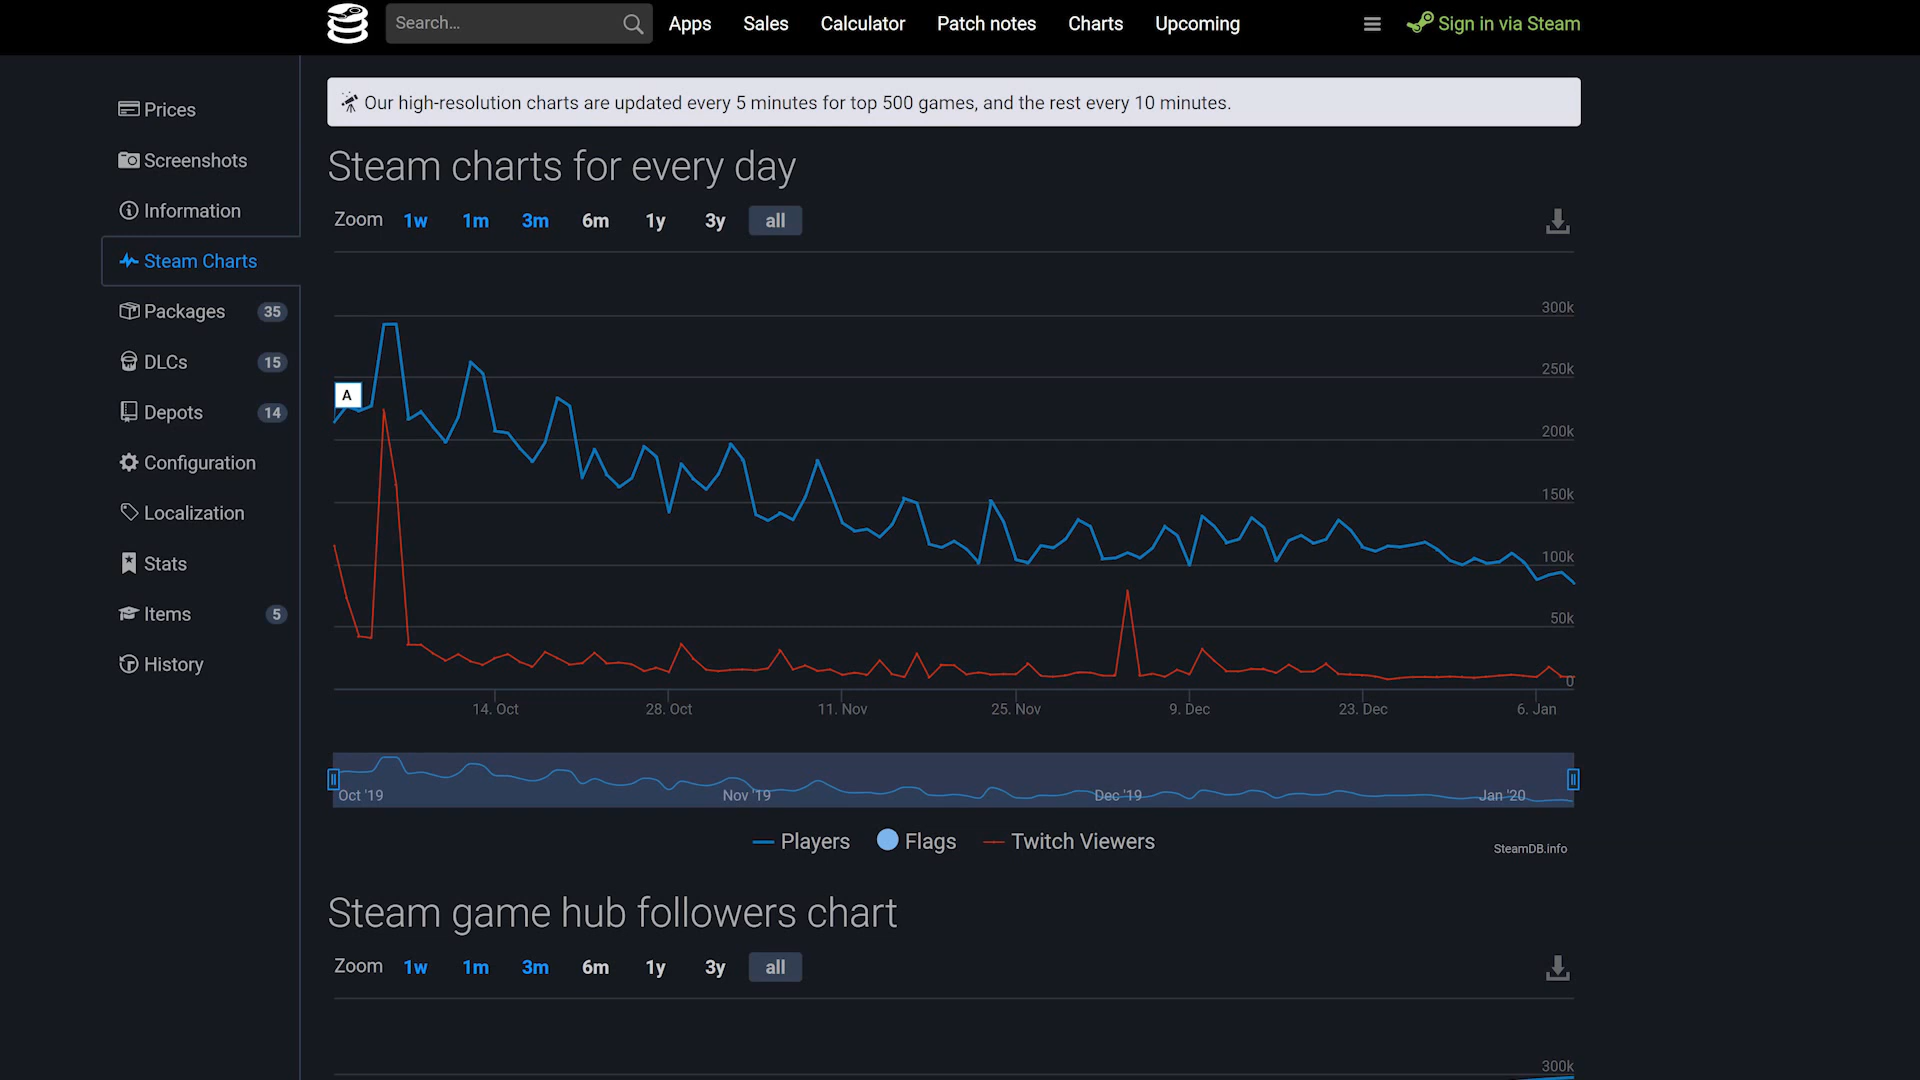 Search...
Apps
Sales
Calculator
Patch notes
Charts
Upcoming
Sign in via Steam
Prices
Screenshots
Information
Steam Charts
Packages 35
DLCs 15
Depots 14
Configuration
Localization
Stats
Items 5
History
Our high-resolution charts are updated every 5 minutes for top 500 games, and the rest every 10 minutes.
Steam charts for every day
Zoom 1w 1m 3m 6m 1y 3y all
300k
250k
A
200k
150k
100k
50k
0
14. Oct 28. Oct 11. Nov 25. Nov 9. Dec 23. Dec 6. Jan
Oct '19 Nov '19 Dec '19 Jan '20
Players Flags Twitch Viewers
SteamDB.info
Steam game hub followers chart
Zoom 1w 1m 3m 6m 1y 3y all
300k